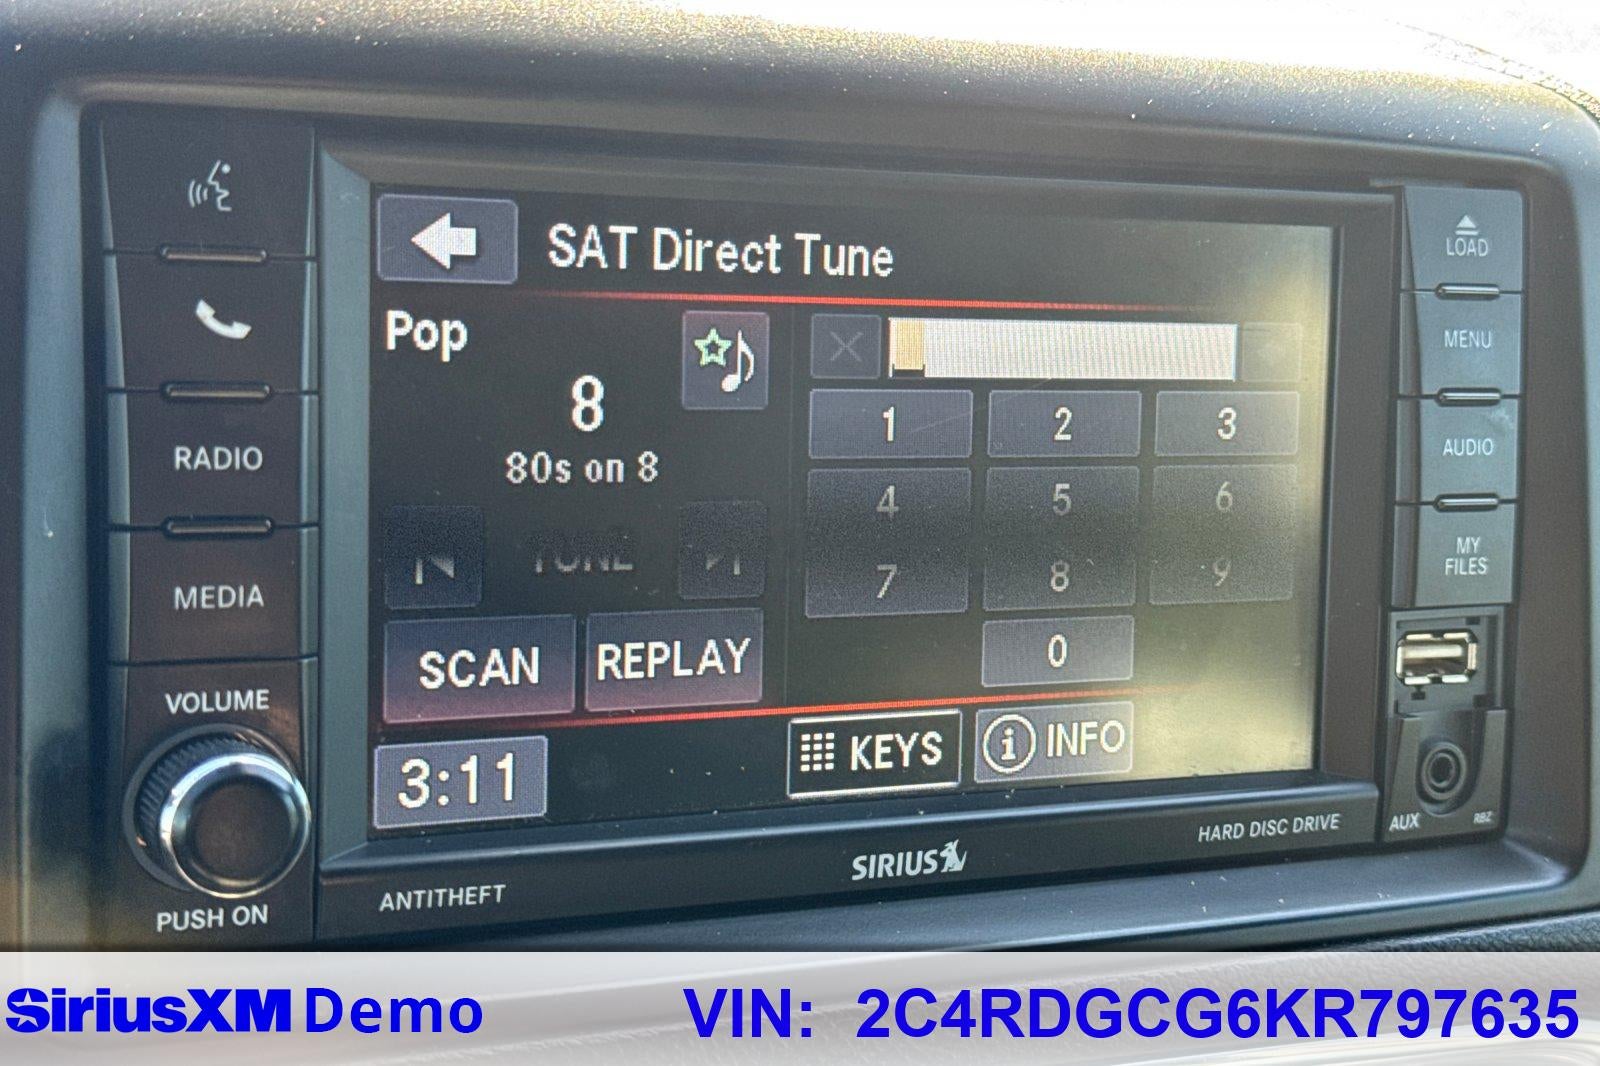 SAT Direct Tune
Pop
8
80s on 8
TUNE
SCAN
REPLAY
3:11
1 2 3
4 5 6
7 8 9
0
KEYS
INFO
RADIO
MEDIA
VOLUME
PUSH ON
LOAD
MENU
AUDIO
MY
FILES
AUX
RBZ
ANTITHEFT
SIRIUS
HARD DISC DRIVE
SiriusXM Demo
VIN: 2C4RDGCG6KR797635